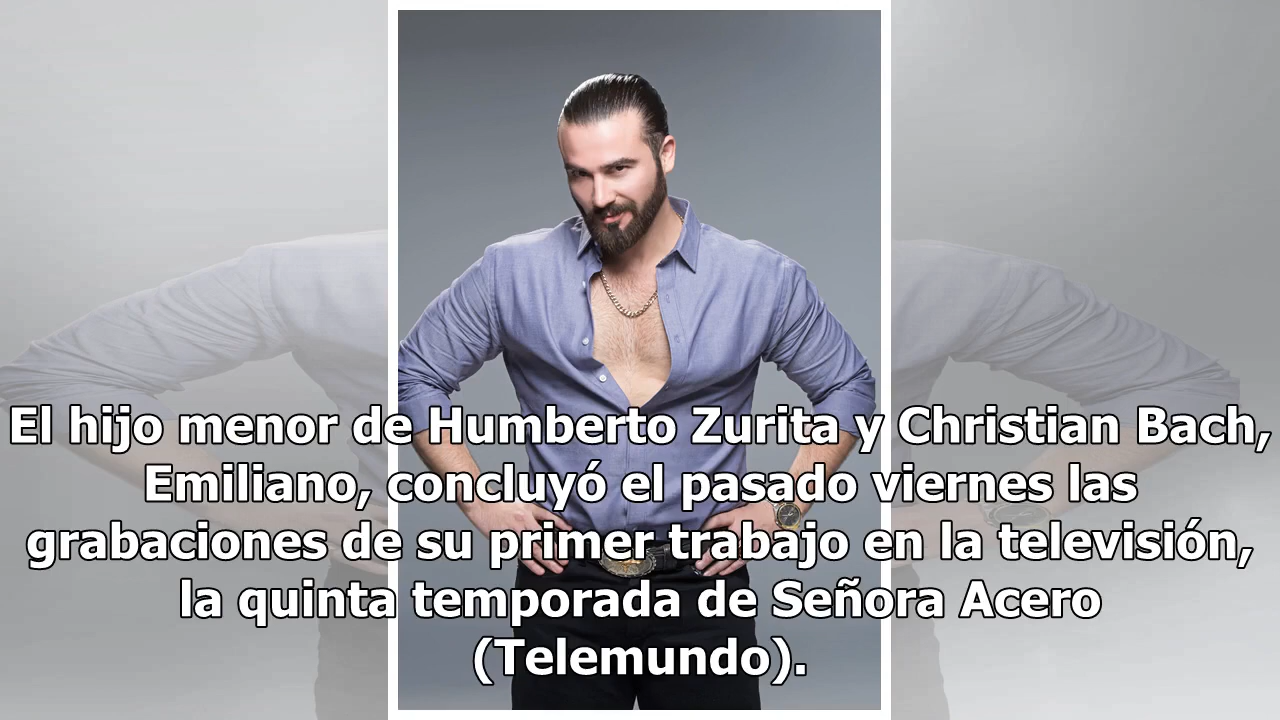 El hijo menor de Humberto Zurita y Christian Bach,
Emiliano, concluyó el pasado viernes las
grabaciones de su primer trabajo en la televisión,
la quinta temporada de Señora Acero
(Telemundo).